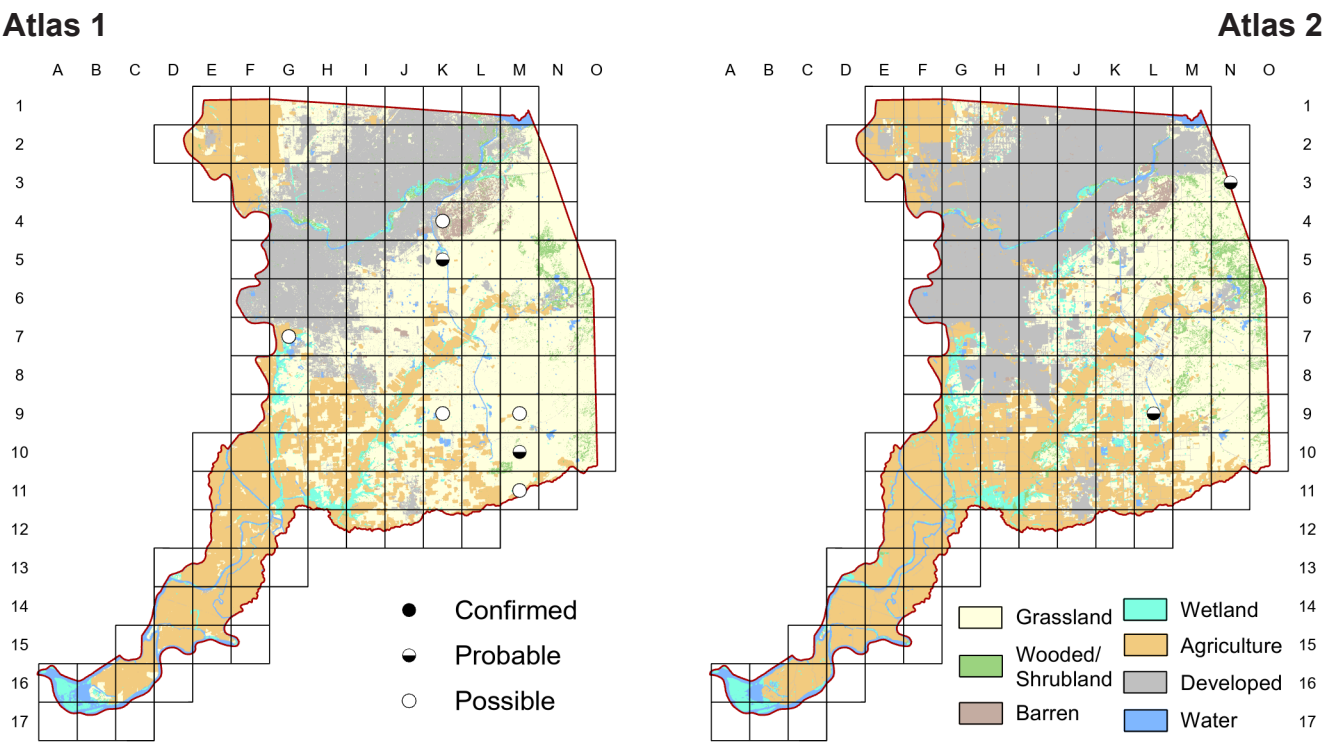 Atlas 1
Atlas 2
A B C D E F G H I J K L M N O
A B C D E F G H I J K L M N O
1 1
2 2
3 3
4 4
5 5
6 6
7 7
8 8
9 9
10 10
11 11
12 12
13 13
14 14
15 15
16 16
17 17
Confirmed
Probable
Possible
Grassland
Wooded/
Shrubland
Barren
Wetland
Agriculture
Developed
Water